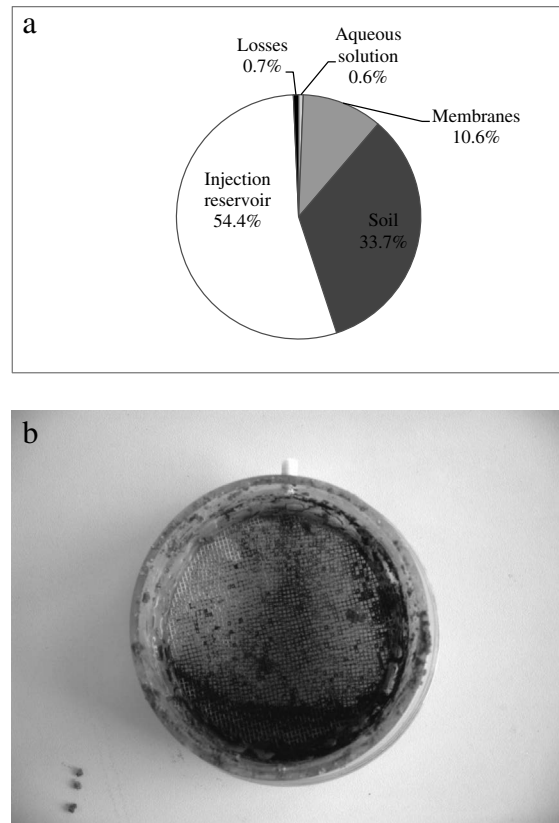 a
Losses
0.7%
Aqueous
solution
0.6%
Membranes
10.6%
Injection
reservoir
54.4%
Soil
33.7%
b